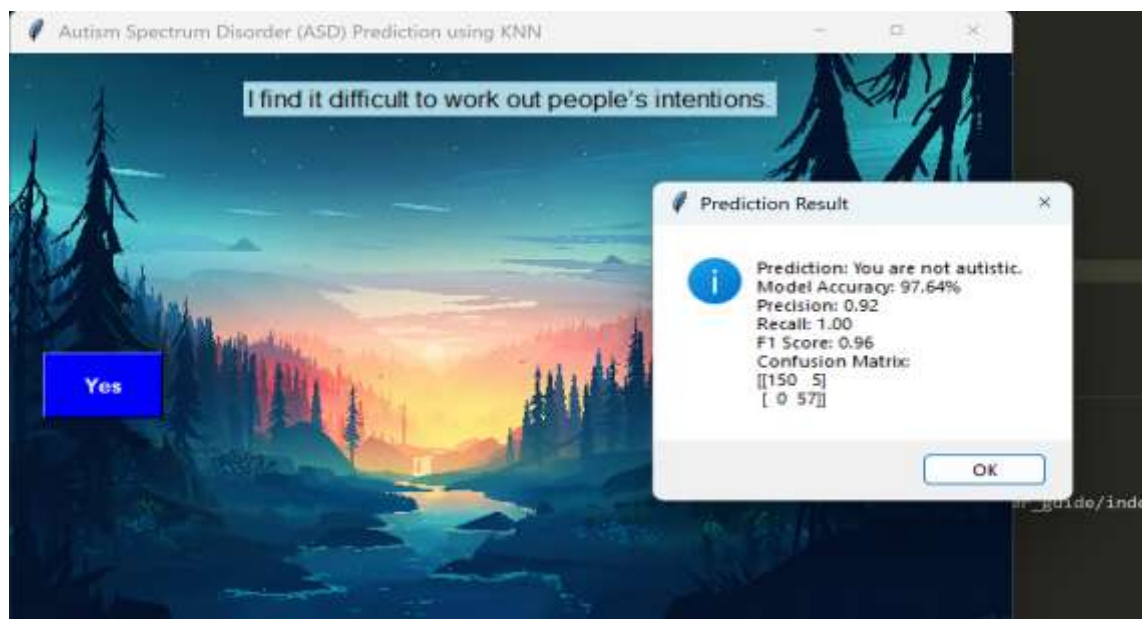 Autism Spectrum Disorder (ASD) Prediction using KNN
I find it difficult to work out people's intentions.
Yes
Prediction Result
Prediction: You are not autistic.
Model Accuracy: 97.64%
Precision: 0.92
Recall: 1.00
F1 Score: 0.96
Confusion Matrix:
[[150 5]
[ 0 57]]
OK